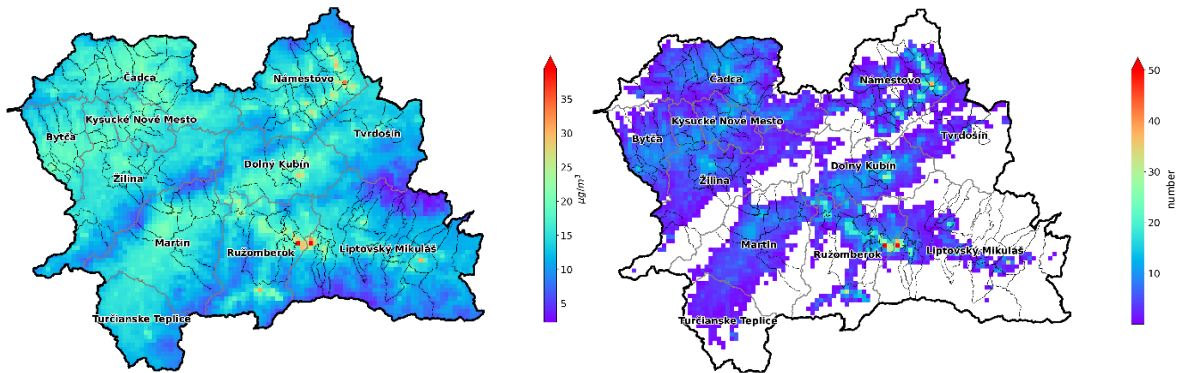 Čadca
Námestovo
Kysucké Nové Mesto
Bytča
Tvrdošín
Dolný Kubín
Žilina
Martin
Ružomberok
Liptovský Mikuláš
Turčianske Teplice
35
30
25
20
15
10
5
µg/m³
Čadca
Námestovo
Kysucké Nové Mesto
Bytča
Tvrdošín
Dolný Kubín
Žilina
Martin
Ružomberok
Liptovský Mikuláš
Turčianske Teplice
50
40
30
20
10
number